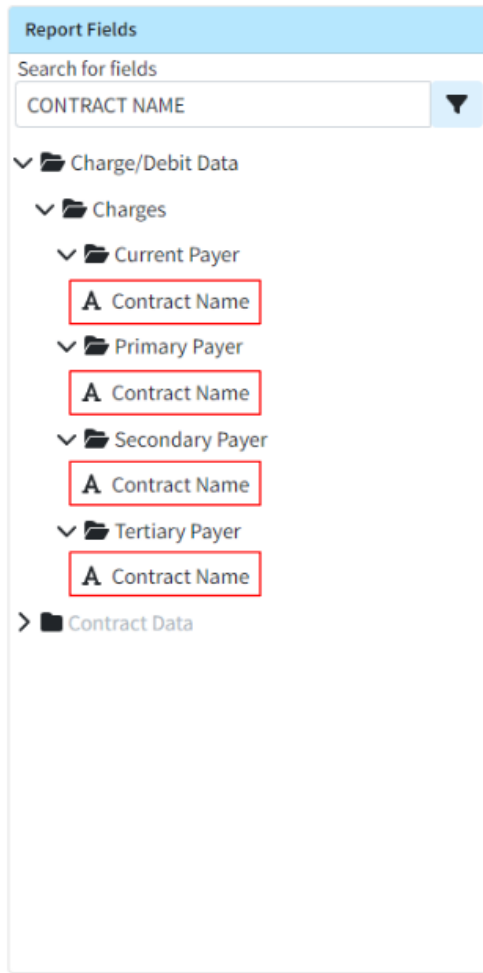 Report Fields
Search for fields
CONTRACT NAME
Charge/Debit Data
Charges
Current Payer
A Contract Name
Primary Payer
A Contract Name
Secondary Payer
A Contract Name
Tertiary Payer
A Contract Name
Contract Data